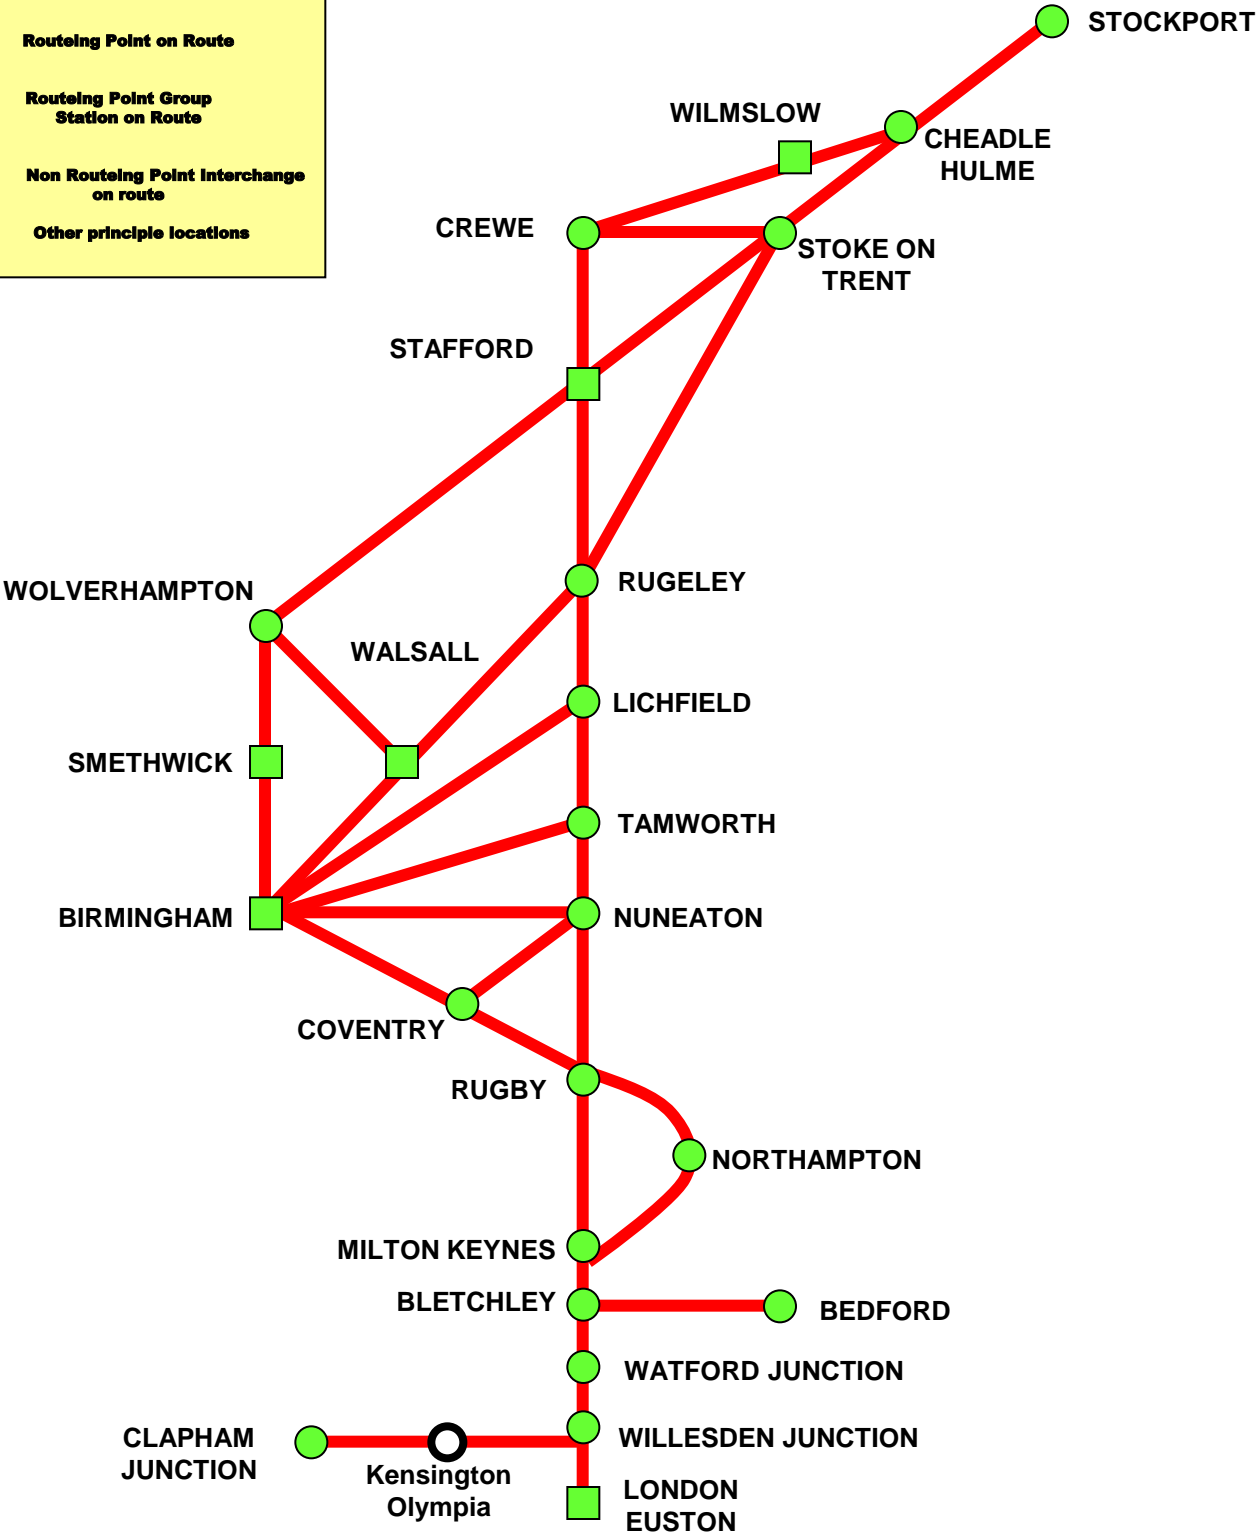 Routeing Point on Route
Routeing Point Group
Station on Route
Non Routeing Point Interchange
on route
Other principle locations
STOCKPORT
WILMSLOW
CHEADLE
HULME
CREWE
STOKE ON
TRENT
STAFFORD
RUGELEY
WOLVERHAMPTON
WALSALL
LICHFIELD
SMETHWICK
TAMWORTH
BIRMINGHAM
NUNEATON
COVENTRY
RUGBY
NORTHAMPTON
MILTON KEYNES
BLETCHLEY
BEDFORD
WATFORD JUNCTION
CLAPHAM
JUNCTION
WILLESDEN JUNCTION
Kensington
Olympia
LONDON
EUSTON